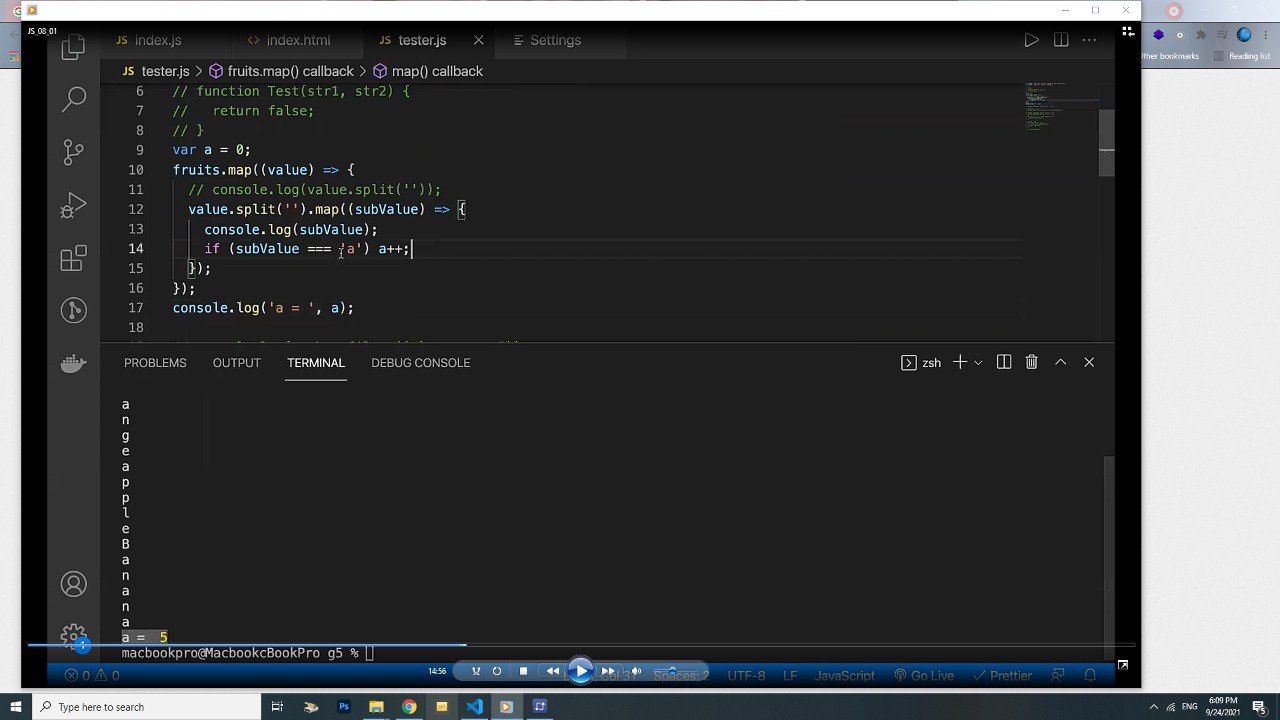 JS_08_01
index.js
index.html
tester.js
Settings
Other bookmarks
Reading list
tester.js > fruits.map() callback > map() callback
6 // function Test(str1, str2) {
7 //   return false;
8 // }
9 var a = 0;
10 fruits.map((value) => {
11   // console.log(value.split(''));
12   value.split('').map((subValue) => {
13     console.log(subValue);
14     if (subValue === 'a') a++;
15   });
16 });
17 console.log('a = ', a);
18
PROBLEMS OUTPUT TERMINAL DEBUG CONSOLE
zsh
a
n
g
e
a
p
p
l
e
B
a
n
a
n
a
a =  5
macbookpro@MacbookcBookPro g5 %
0 0
14:56
Spaces: 2 UTF-8 LF JavaScript Go Live Prettier
Type here to search
ENG
6:09 PM
9/24/2021